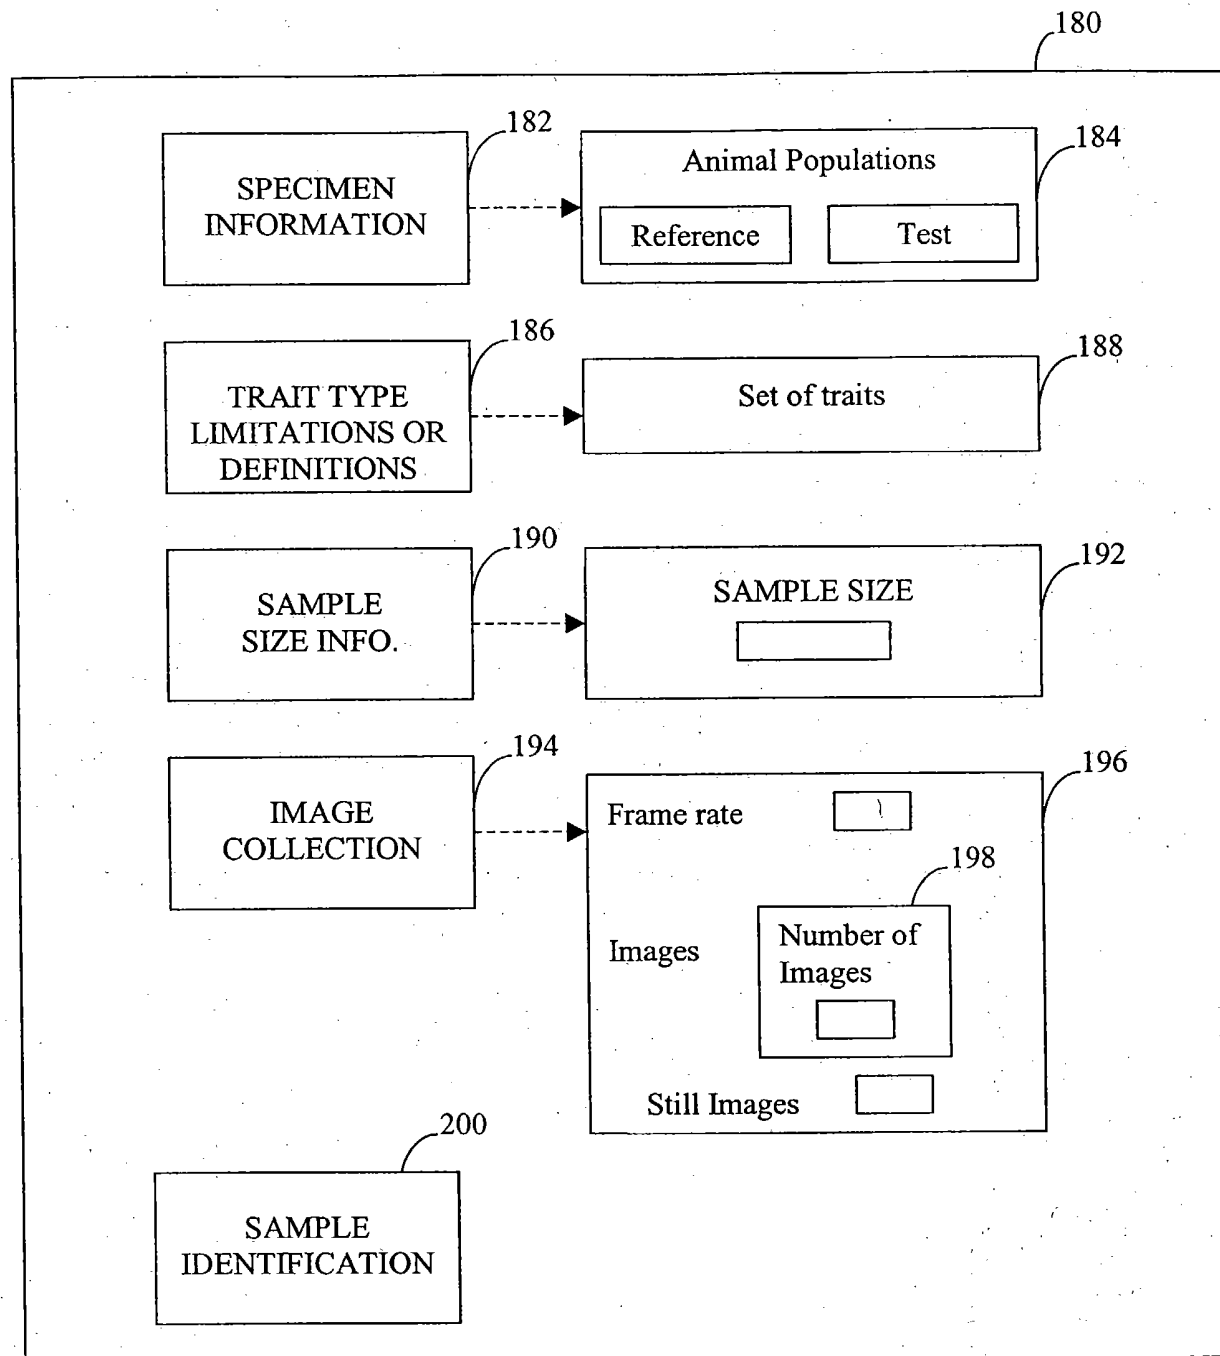 180
182
SPECIMEN
INFORMATION
184
Animal Populations
Reference
Test
186
TRAIT TYPE
LIMITATIONS OR
DEFINITIONS
188
Set of traits
190
SAMPLE
SIZE INFO.
192
SAMPLE SIZE
194
IMAGE
COLLECTION
196
Frame rate
198
Images
Number of
Images
Still Images
200
SAMPLE
IDENTIFICATION